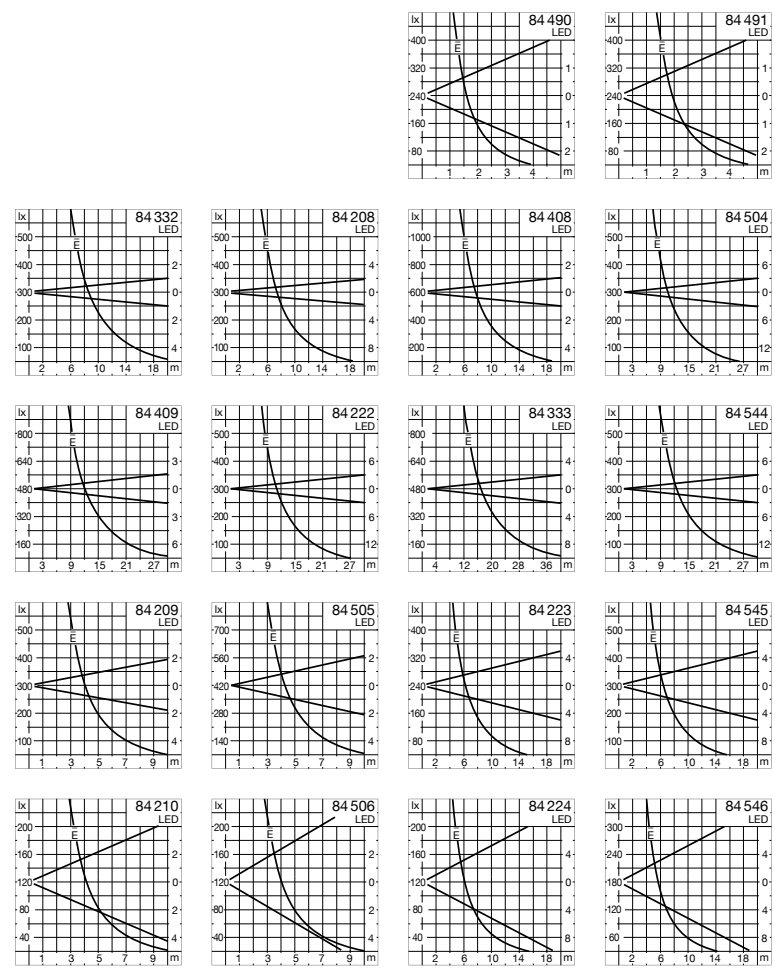 lx 84 490
LED
E
400
320 1
240 0
160 1
80 2
1 2 3 4 m
lx 84 491
LED
E
400
320 1
240 0
160 1
80 2
1 2 3 4 m
lx 84 332
LED
E
500
400 2
300 0
200 2
100 4
2 6 10 14 18 m
lx 84 208
LED
E
500
400 4
300 0
200 4
100 8
2 6 10 14 18 m
lx 84 408
LED
E
1000
800 4
600 0
400 4
200 8
2 6 10 14 18 m
lx 84 504
LED
E
500
400 6
300 0
200 6
100 12
3 9 15 21 27 m
lx 84 409
LED
E
800
640 3
480 0
320 3
160 6
3 9 15 21 27 m
lx 84 222
LED
E
500
400 6
300 0
200 6
100 12
3 9 15 21 27 m
lx 84 333
LED
E
800
640 4
480 0
320 4
160 8
4 12 20 28 36 m
lx 84 544
LED
E
500
400 6
300 0
200 6
100 12
3 9 15 21 27 m
lx 84 209
LED
E
500
400 2
300 0
200 2
100 4
1 3 5 7 9 m
lx 84 505
LED
E
700
560 2
420 0
280 2
140 4
1 3 5 7 9 m
lx 84 223
LED
E
400
320 4
240 0
160 4
80 8
2 6 10 14 18 m
lx 84 545
LED
E
500
400 4
300 0
200 4
100 8
2 6 10 14 18 m
lx 84 210
LED
E
200
160 2
120 0
80 2
40 4
1 3 5 7 9 m
lx 84 506
LED
E
200
160 2
120 0
80 2
40 4
1 3 5 7 9 m
lx 84 224
LED
E
200
160 4
120 0
80 4
40 8
2 6 10 14 18 m
lx 84 546
LED
E
300
240 4
180 0
120 4
60 8
2 6 10 14 18 m